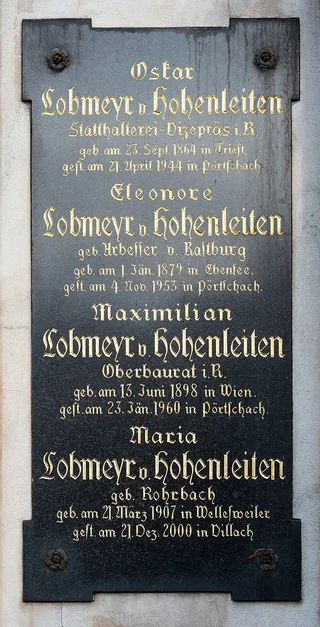 Oskar
Lobmeyr v. Hohenleiten
Statthalterei-Vizepräs. i. R.
geb. am 23. Sept. 1864 in Triest,
gest. am 21. April 1944 in Pörtschach.
Eleonore
Lobmeyr v. Hohenleiten
geb. Arbesser v. Rastburg
geb. am 1. Jän. 1879 in Ebensee,
gest. am 4. Nov. 1953 in Pörtschach.
Maximilian
Lobmeyr v. Hohenleiten
Oberbaurat i. R.
geb. am 13. Juni 1898 in Wien.
gest. am 23. Jän. 1960 in Pörtschach.
Maria
Lobmeyr v. Hohenleiten
geb. Rohrbach
geb. am 21. März 1907 in Wellesweiler
gest. am 21. Dez. 2000 in Villach